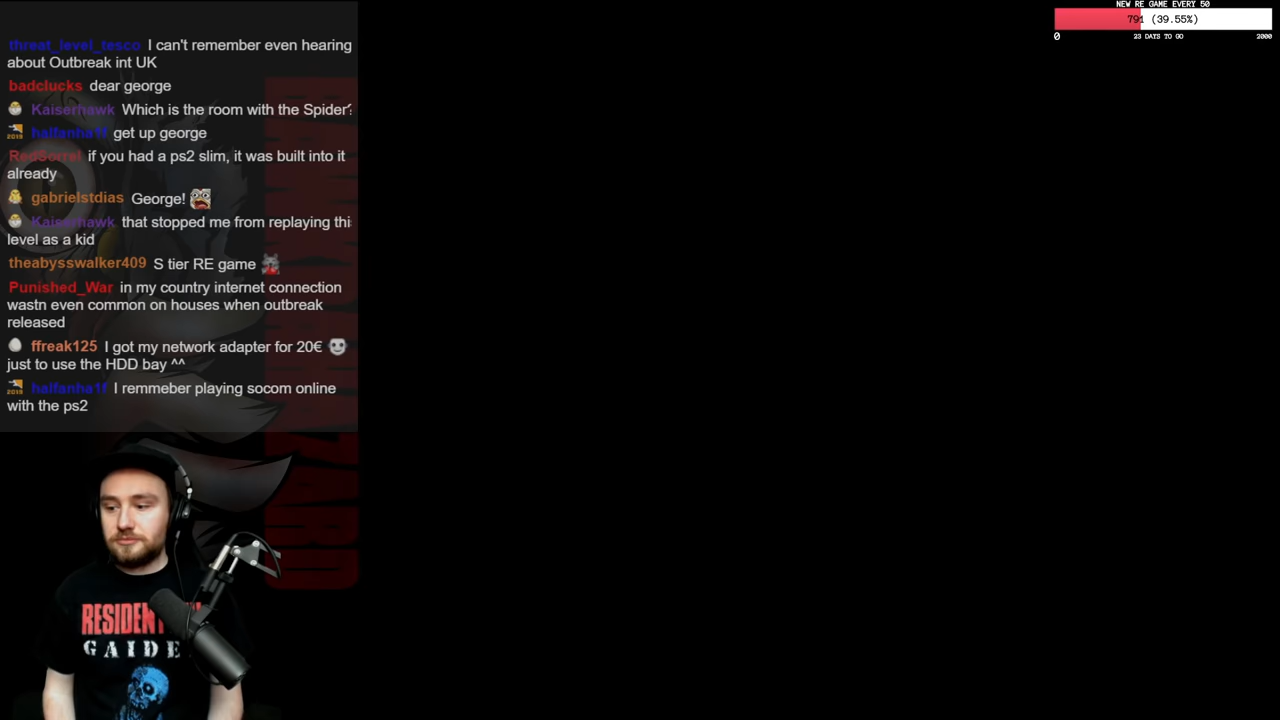 NEW RE GAME EVERY 50
791 (39.55%)
0 23 DAYS TO GO 2000
threat_level_tesco I can't remember even hearing
about Outbreak int UK
badclucks dear george
Kaiserhawk Which is the room with the Spider?
halfanha1f get up george
RedSorrel if you had a ps2 slim, it was built into it
already
gabrielstdias George!
Kaiserhawk that stopped me from replaying thi
level as a kid
theabysswalker409 S tier RE game
Punished_War in my country internet connection
wastn even common on houses when outbreak
released
ffreak125 I got my network adapter for 20€
just to use the HDD bay ^^
halfanha1f I remmeber playing socom online
with the ps2
RESIDENT
GAIDE